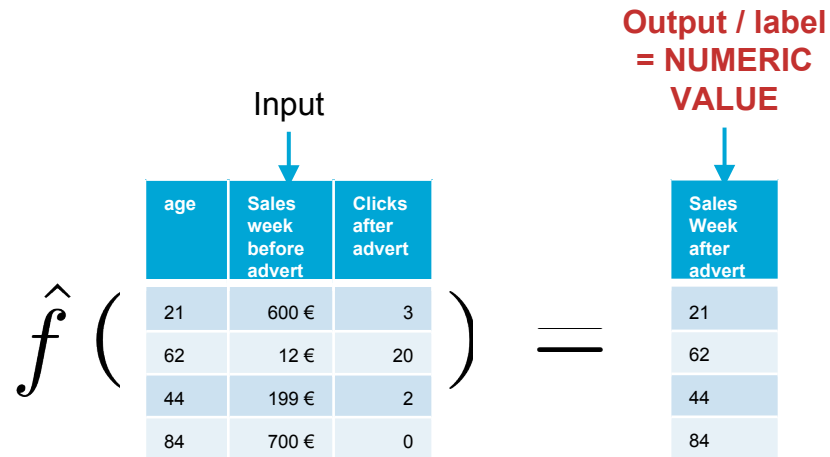 Output / label
= NUMERIC
VALUE
Input
age
Sales
week
before
advert
Clicks
after
advert
Sales
Week
after
advert
f̂ ( ) =
21 600 € 3 21
62 12 € 20 62
44 199 € 2 44
84 700 € 0 84